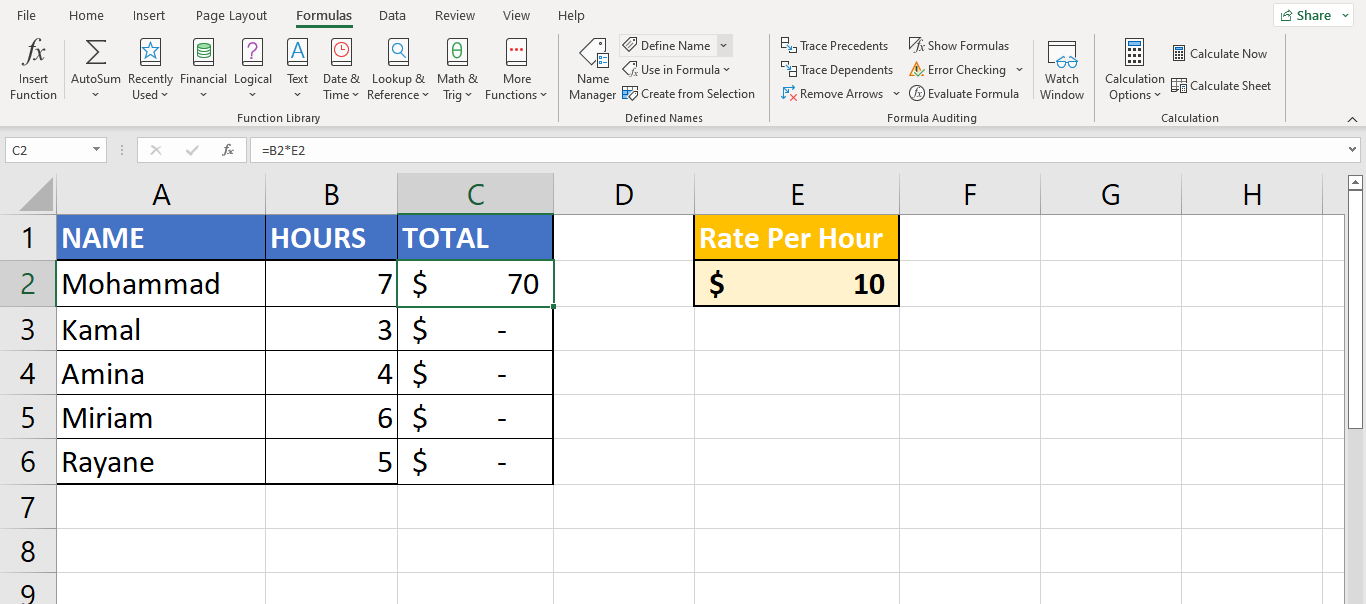 File Home Insert Page Layout Formulas Data Review View Help Share
fx Σ ? A θ Define Name Trace Precedents Show Formulas Calculate Now
Insert AutoSum Recently Financial Logical Text Date & Lookup & Math & More Name Use in Formula Trace Dependents Error Checking Watch Calculation Calculate Sheet
Function Used Time Reference Trig Functions Manager Create from Selection Remove Arrows Evaluate Formula Window Options
Function Library Defined Names Formula Auditing Calculation
C2 fx =B2*E2
A B C D E F G H
1 NAME HOURS TOTAL Rate Per Hour
2 Mohammad 7 $ 70 $ 10
3 Kamal 3 $ -
4 Amina 4 $ -
5 Miriam 6 $ -
6 Rayane 5 $ -
7
8
9